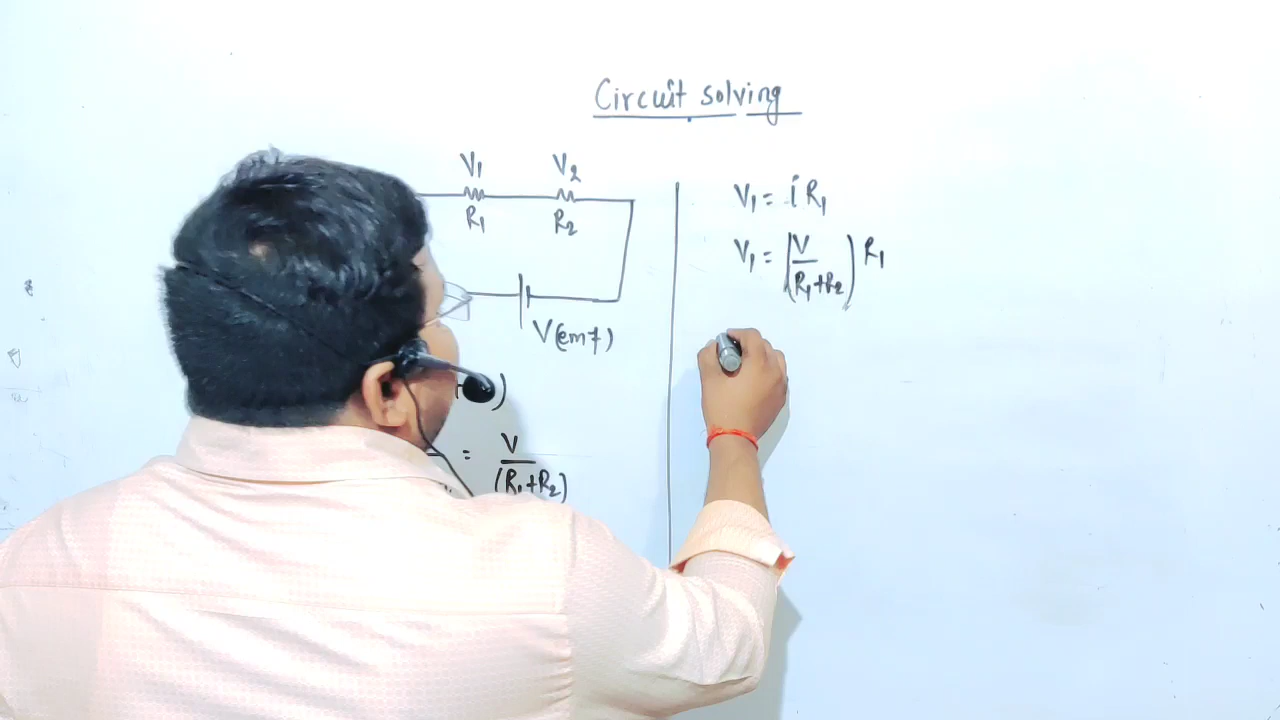 Circuit solving
V₁ V₂
R₁ R₂
V(emf)
)
= V/(R₁+R₂)
V₁ = i R₁
V₁ = (V/(R₁+R₂)) R₁